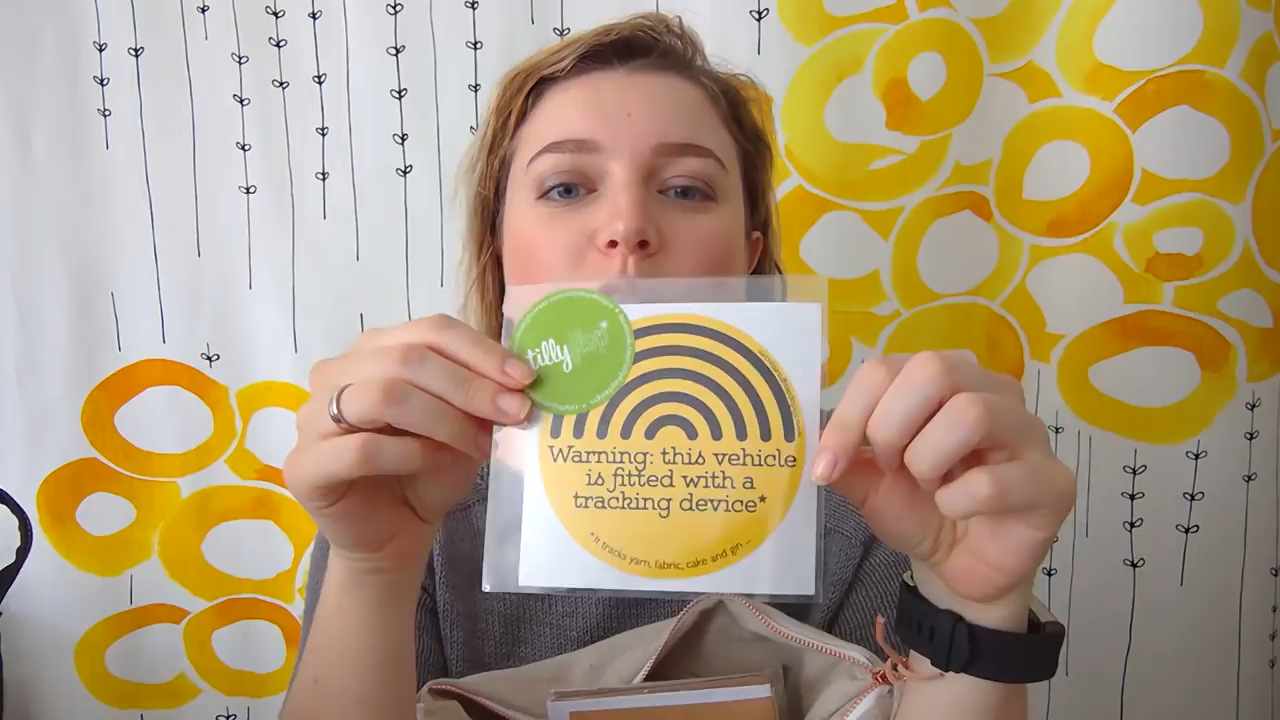 tilly
Warning: this vehicle
is fitted with a
tracking device*
*It tracks yarn, fabric, cake and gin ...